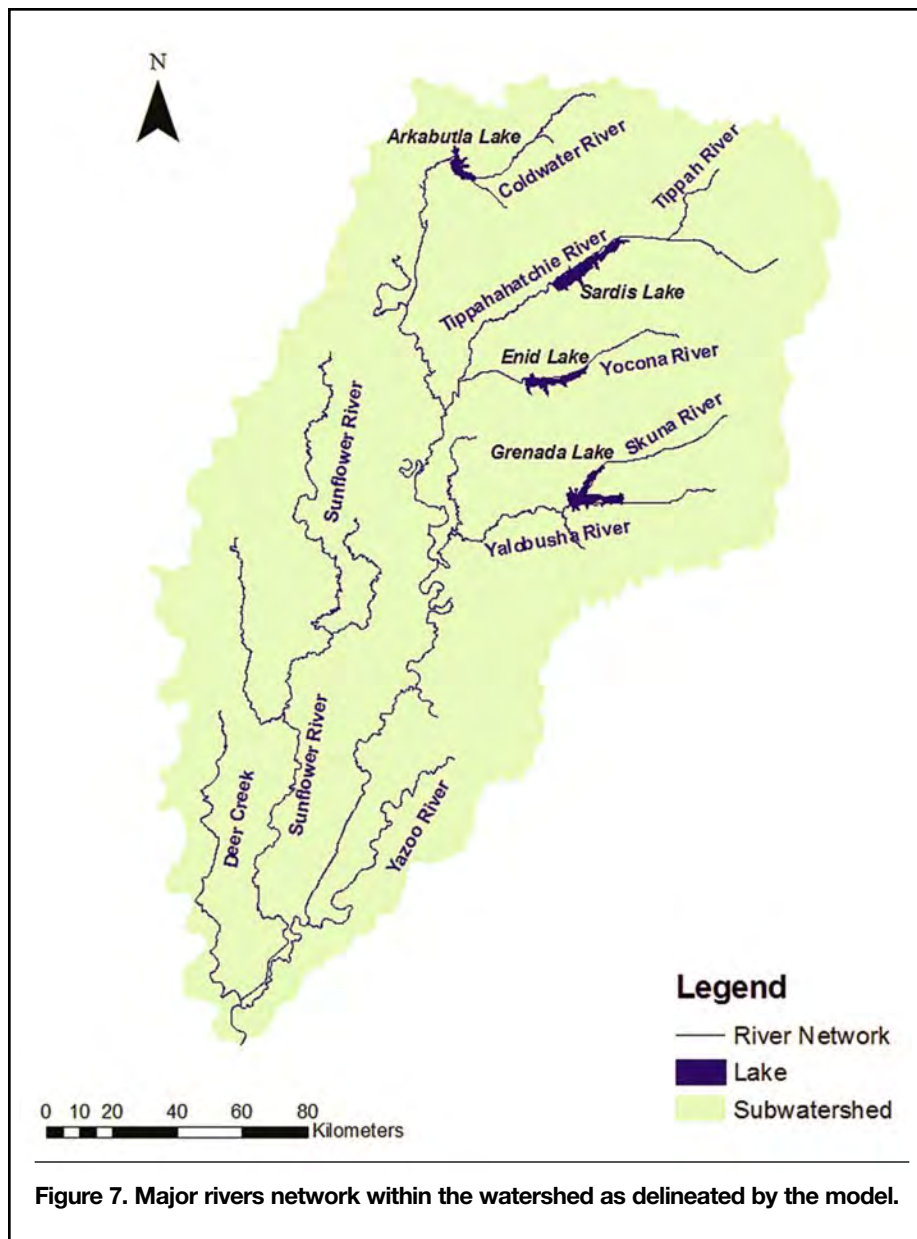 N
Arkabutla Lake
Coldwater River
Tippah River
Tippahahatchie River
Sardis Lake
Enid Lake
Yocona River
Skuna River
Grenada Lake
Yalobusha River
Sunflower River
Sunflower River
Deer Creek
Yazoo River
Legend
River Network
Lake
Subwatershed
0 10 20 40 60 80
Kilometers
Figure 7. Major rivers network within the watershed as delineated by the model.